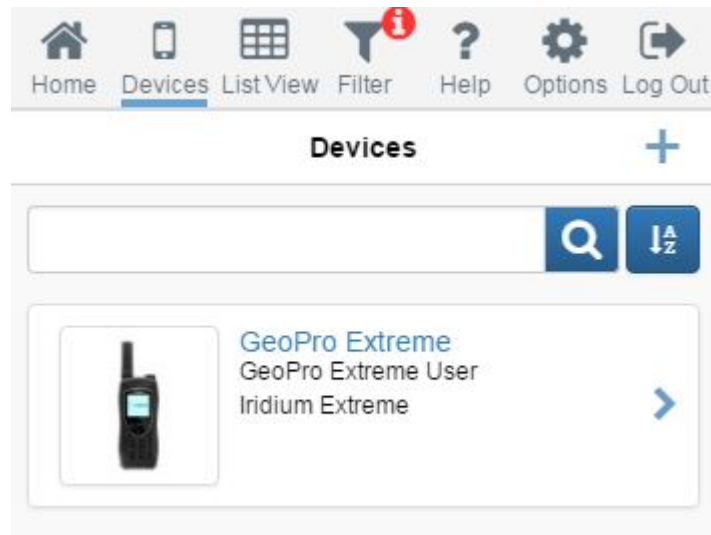 Home Devices List View Filter Help Options Log Out
Devices
GeoPro Extreme
GeoPro Extreme User
Iridium Extreme